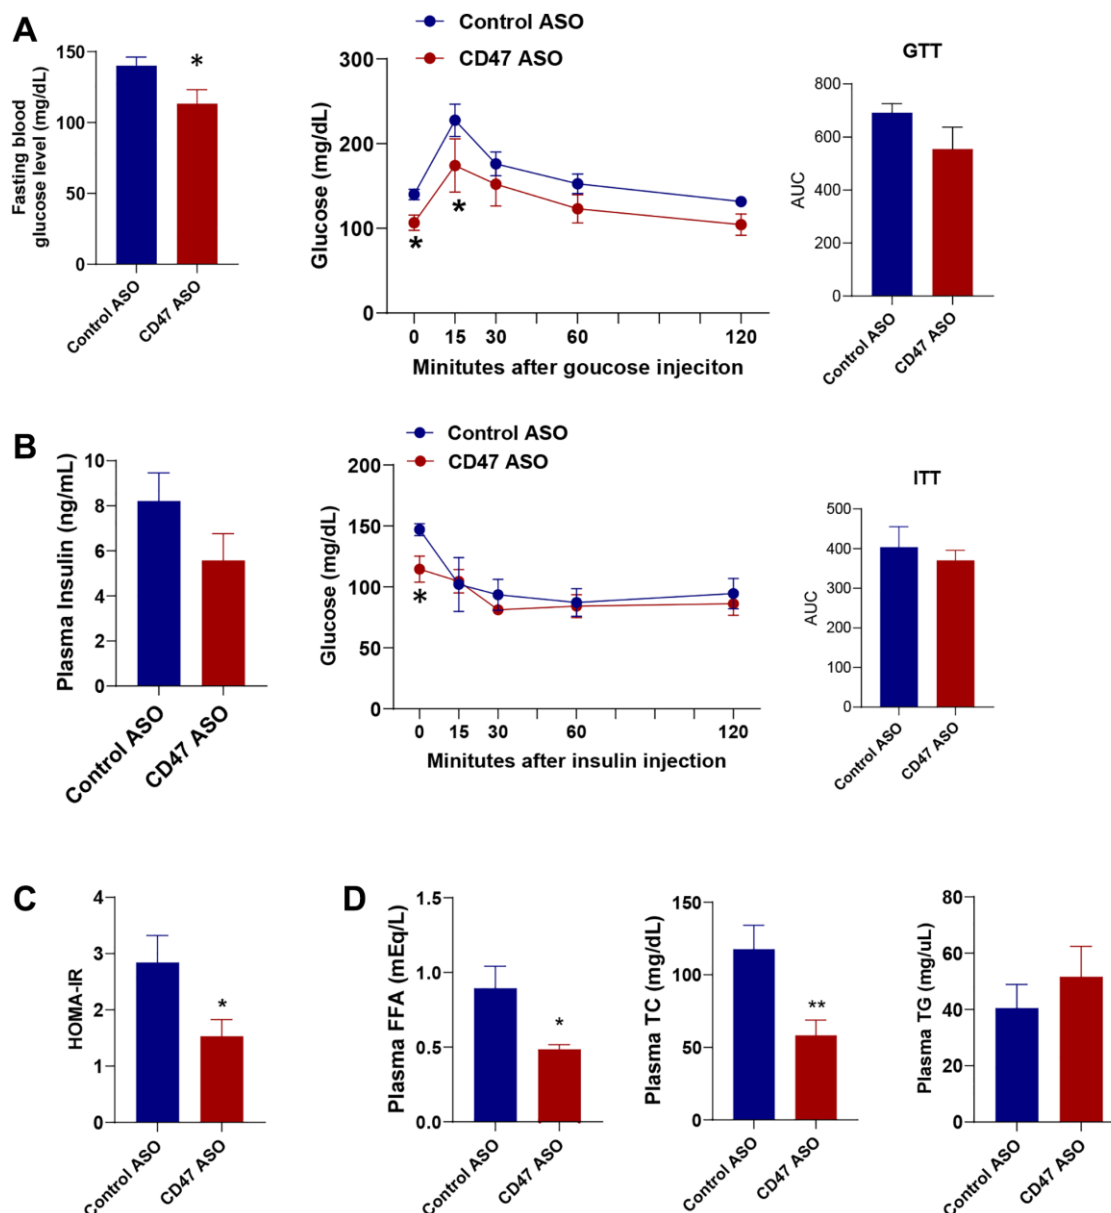 A
Fasting blood
glucose level (mg/dL)
150
100
50
0
*
Control ASO
CD47 ASO
Control ASO
CD47 ASO
Glucose (mg/dL)
300
200
100
0
*
*
0 15 30 60 120
Minitutes after goucose injeciton
GTT
AUC
800
600
400
200
0
Control ASO
CD47 ASO
B
Plasma Insulin (ng/mL)
10
8
6
4
2
0
Control ASO
CD47 ASO
Control ASO
CD47 ASO
Glucose (mg/dL)
200
150
100
50
0
*
0 15 30 60 120
Minitutes after insulin injection
ITT
AUC
500
400
300
200
100
0
Control ASO
CD47 ASO
C
HOMA-IR
4
3
2
1
0
*
Control ASO
CD47 ASO
D
Plasma FFA (mEq/L)
1.5
1.0
0.5
0.0
*
Control ASO
CD47 ASO
Plasma TC (mg/dL)
150
100
50
0
**
Control ASO
CD47 ASO
Plasma TG (mg/uL)
80
60
40
20
0
Control ASO
CD47 ASO